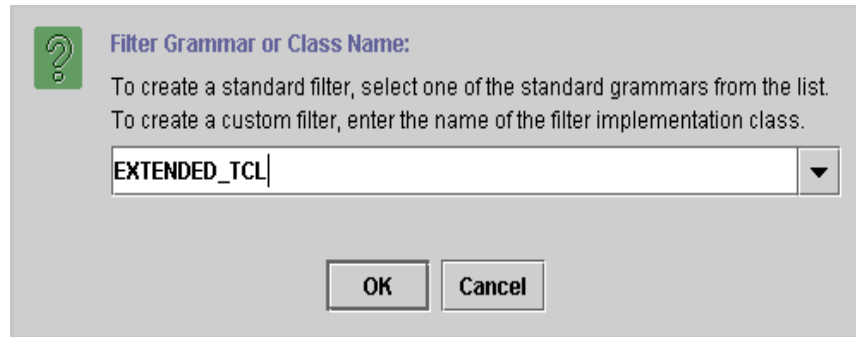 Filter Grammar or Class Name:
To create a standard filter, select one of the standard grammars from the list.
To create a custom filter, enter the name of the filter implementation class.
EXTENDED_TCL
OK Cancel